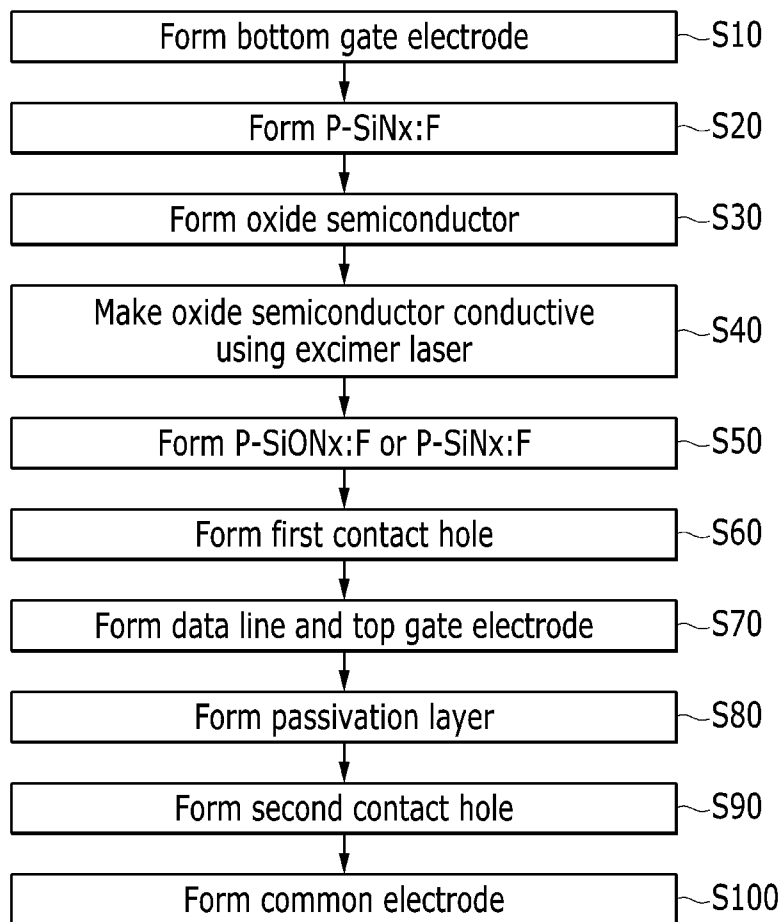 Form bottom gate electrode S10
Form P-SiNx:F S20
Form oxide semiconductor S30
Make oxide semiconductor conductive
using excimer laser S40
Form P-SiONx:F or P-SiNx:F S50
Form first contact hole S60
Form data line and top gate electrode S70
Form passivation layer S80
Form second contact hole S90
Form common electrode S100